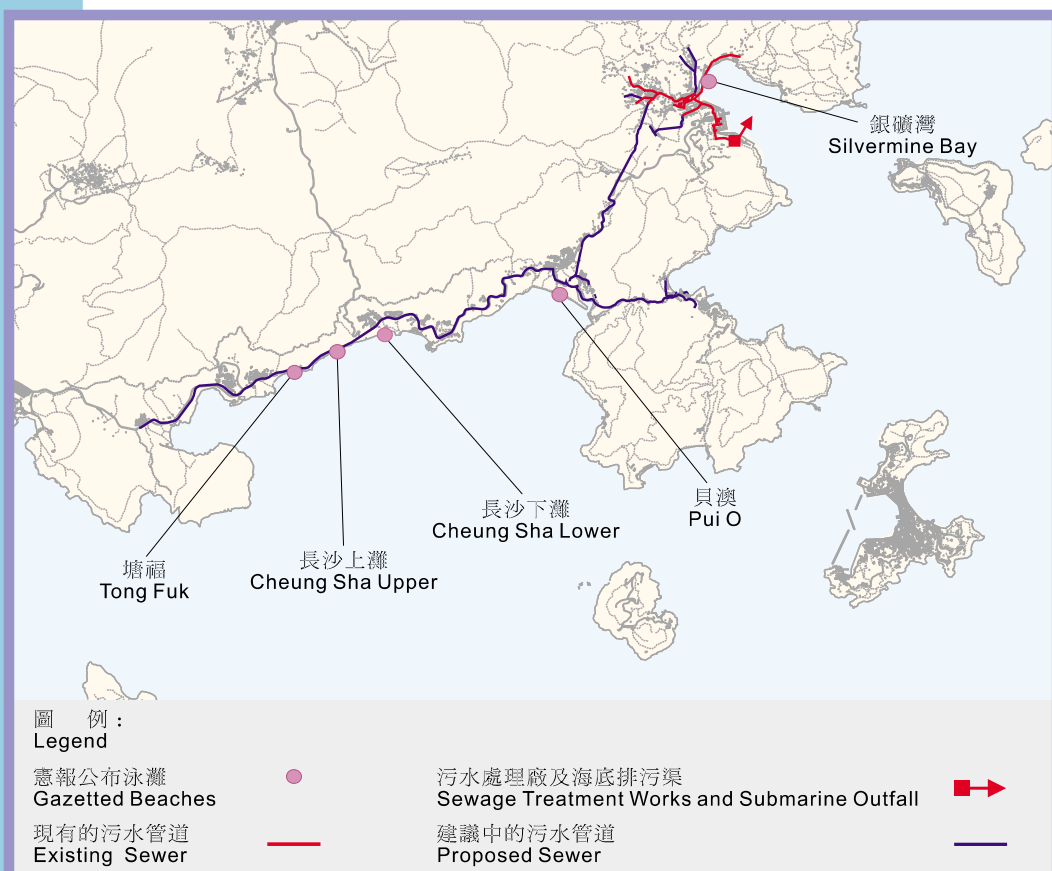 銀礦灣
Silvermine Bay
貝澳
Pui O
長沙下灘
Cheung Sha Lower
長沙上灘
Cheung Sha Upper
塘福
Tong Fuk
圖 例 :
Legend
憲報公布泳灘
Gazetted Beaches
污水處理廠及海底排污渠
Sewage Treatment Works and Submarine Outfall
現有的污水管道
Existing Sewer
建議中的污水管道
Proposed Sewer